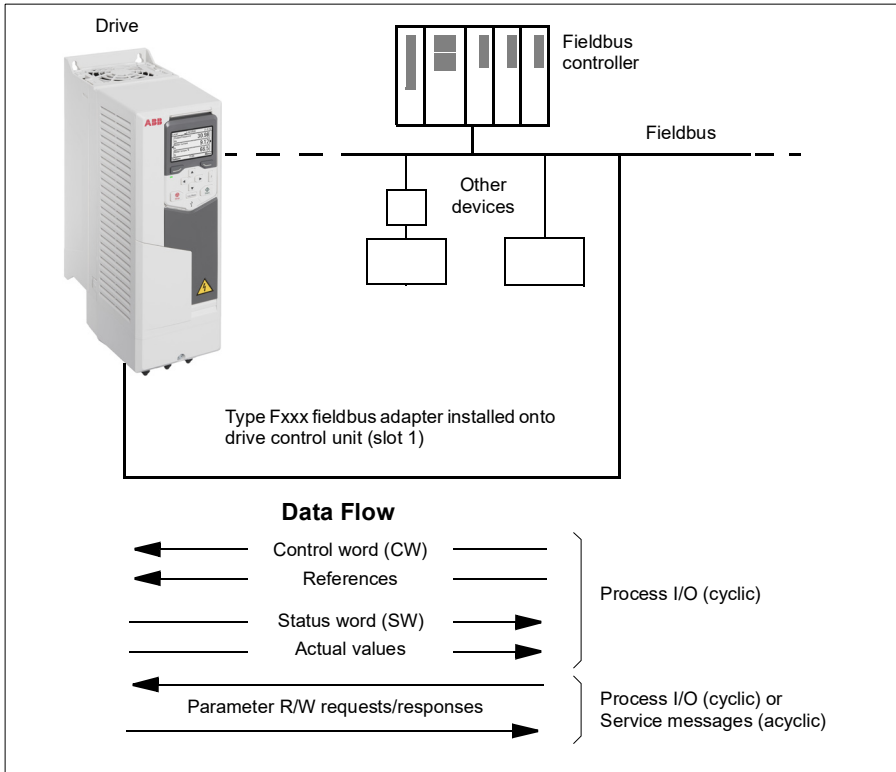 Drive
Fieldbus
controller
ABB
Fieldbus
Other
devices
Type Fxxx fieldbus adapter installed onto
drive control unit (slot 1)
Data Flow
Control word (CW)
References
Process I/O (cyclic)
Status word (SW)
Actual values
Parameter R/W requests/responses
Process I/O (cyclic) or
Service messages (acyclic)